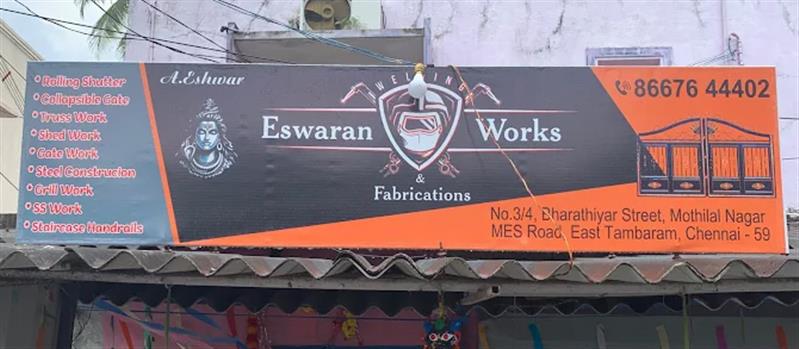 * Rolling Shutter
* Collapsible Gate
* Truss Work
* Shed Work
* Gate Work
* Steel Construcion
* Grill Work
* SS Work
* Staircase Handrails
A.Eshwar
WELDING
Eswaran Works
&
Fabrications
86676 44402
No.3/4, Bharathiyar Street, Mothilal Nagar
MES Road, East Tambaram, Chennai - 59